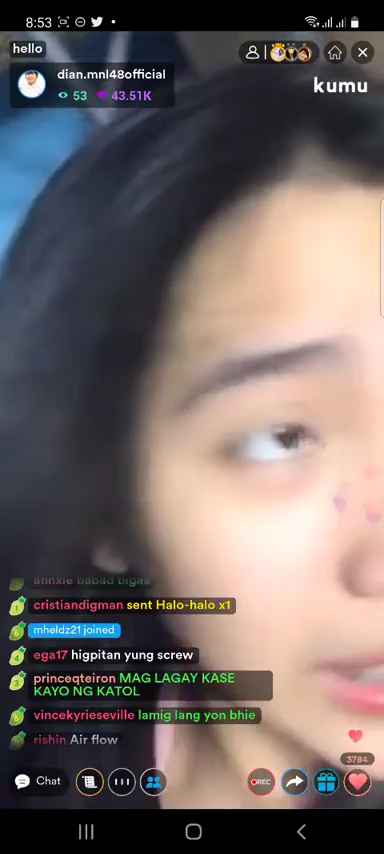 8:53
hello
dian.mnl48official
53 43.51K
kumu
annxie babad bigas
cristiandigman sent Halo-halo x1
mheldz21 joined
ega17 higpitan yung screw
princeqteiron MAG LAGAY KASE
KAYO NG KATOL
vincekyrieseville lamig lang yon bhie
rishin Air flow
3794
Chat
REC